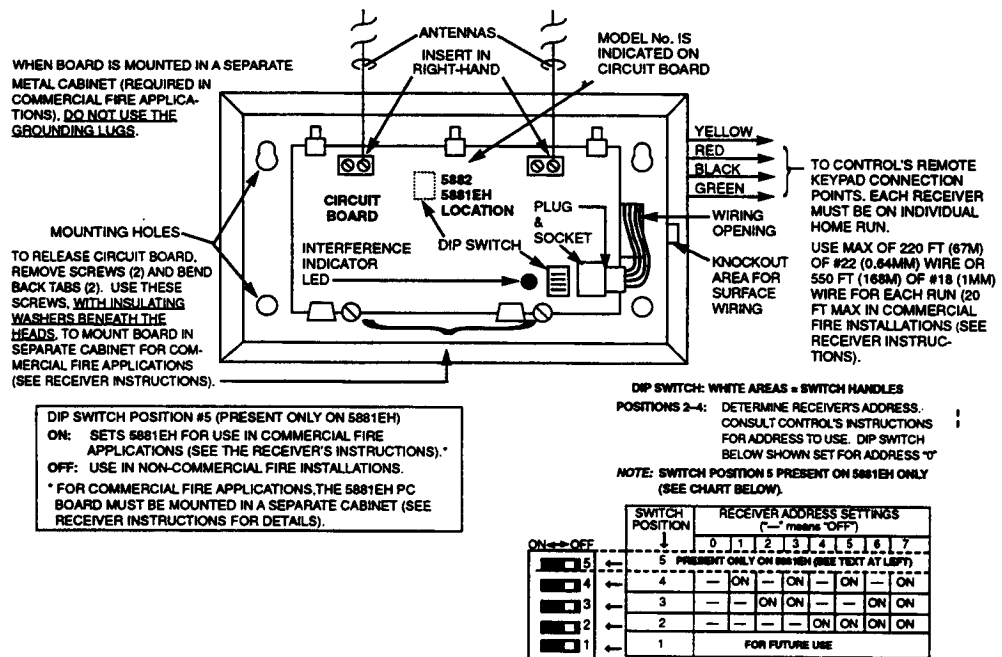 ANTENNAS
INSERT IN
RIGHT-HAND
MODEL No. IS
INDICATED ON
CIRCUIT BOARD
WHEN BOARD IS MOUNTED IN A SEPARATE
METAL CABINET (REQUIRED IN
COMMERCIAL FIRE APPLICA-
TIONS), DO NOT USE THE
GROUNDING LUGS.
YELLOW
RED
BLACK
GREEN
TO CONTROL'S REMOTE
KEYPAD CONNECTION
POINTS. EACH RECEIVER
MUST BE ON INDIVIDUAL
HOME RUN.
USE MAX OF 220 FT (67M)
OF #22 (0.64MM) WIRE OR
550 FT (168M) OF #18 (1MM)
WIRE FOR EACH RUN (20
FT MAX IN COMMERCIAL
FIRE INSTALLATIONS (SEE
RECEIVER INSTRUC-
TIONS).
CIRCUIT
BOARD
5882
5881EH
LOCATION
PLUG
&
SOCKET
DIP SWITCH
INTERFERENCE
INDICATOR
LED
WIRING
OPENING
KNOCKOUT
AREA FOR
SURFACE
WIRING
MOUNTING HOLES
TO RELEASE CIRCUIT BOARD,
REMOVE SCREWS (2) AND BEND
BACK TABS (2). USE THESE
SCREWS, WITH INSULATING
WASHERS BENEATH THE
HEADS, TO MOUNT BOARD IN
SEPARATE CABINET FOR COM-
MERCIAL FIRE APPLICATIONS
(SEE RECEIVER INSTRUCTIONS).
DIP SWITCH POSITION #5 (PRESENT ONLY ON 5881EH)
ON: SETS 5881EH FOR USE IN COMMERCIAL FIRE
APPLICATIONS (SEE THE RECEIVER'S INSTRUCTIONS).*
OFF: USE IN NON-COMMERCIAL FIRE INSTALLATIONS.
* FOR COMMERCIAL FIRE APPLICATIONS,THE 5881EH PC
BOARD MUST BE MOUNTED IN A SEPARATE CABINET (SEE
RECEIVER INSTRUCTIONS FOR DETAILS).
DIP SWITCH: WHITE AREAS = SWITCH HANDLES
POSITIONS 2–4: DETERMINE RECEIVER'S ADDRESS.
CONSULT CONTROL'S INSTRUCTIONS
FOR ADDRESS TO USE. DIP SWITCH
BELOW SHOWN SET FOR ADDRESS "0"
NOTE: SWITCH POSITION 5 PRESENT ON 5881EH ONLY
(SEE CHART BELOW).
SWITCH POSITION RECEIVER ADDRESS SETTINGS
("—" means "OFF")
0 1 2 3 4 5 6 7
ON OFF
5 5 PRESENT ONLY ON 5881EH (SEE TEXT AT LEFT)
4 4 — ON — ON — ON — ON
3 3 — — ON ON — — ON ON
2 2 — — — — ON ON ON ON
1 1 FOR FUTURE USE